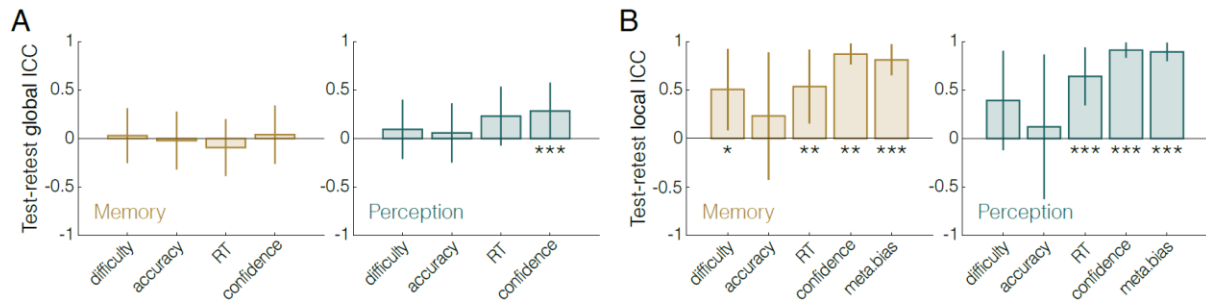 A
Test-retest global ICC
1
0.5
0
-0.5
-1
Memory
difficulty
accuracy
RT
confidence
1
0.5
0
-0.5
-1
***
Perception
difficulty
accuracy
RT
confidence
B
Test-retest local ICC
1
0.5
0
-0.5
-1
* ** ** ***
Memory
difficulty
accuracy
RT
confidence
meta.bias
1
0.5
0
-0.5
-1
*** *** ***
Perception
difficulty
accuracy
RT
confidence
meta.bias